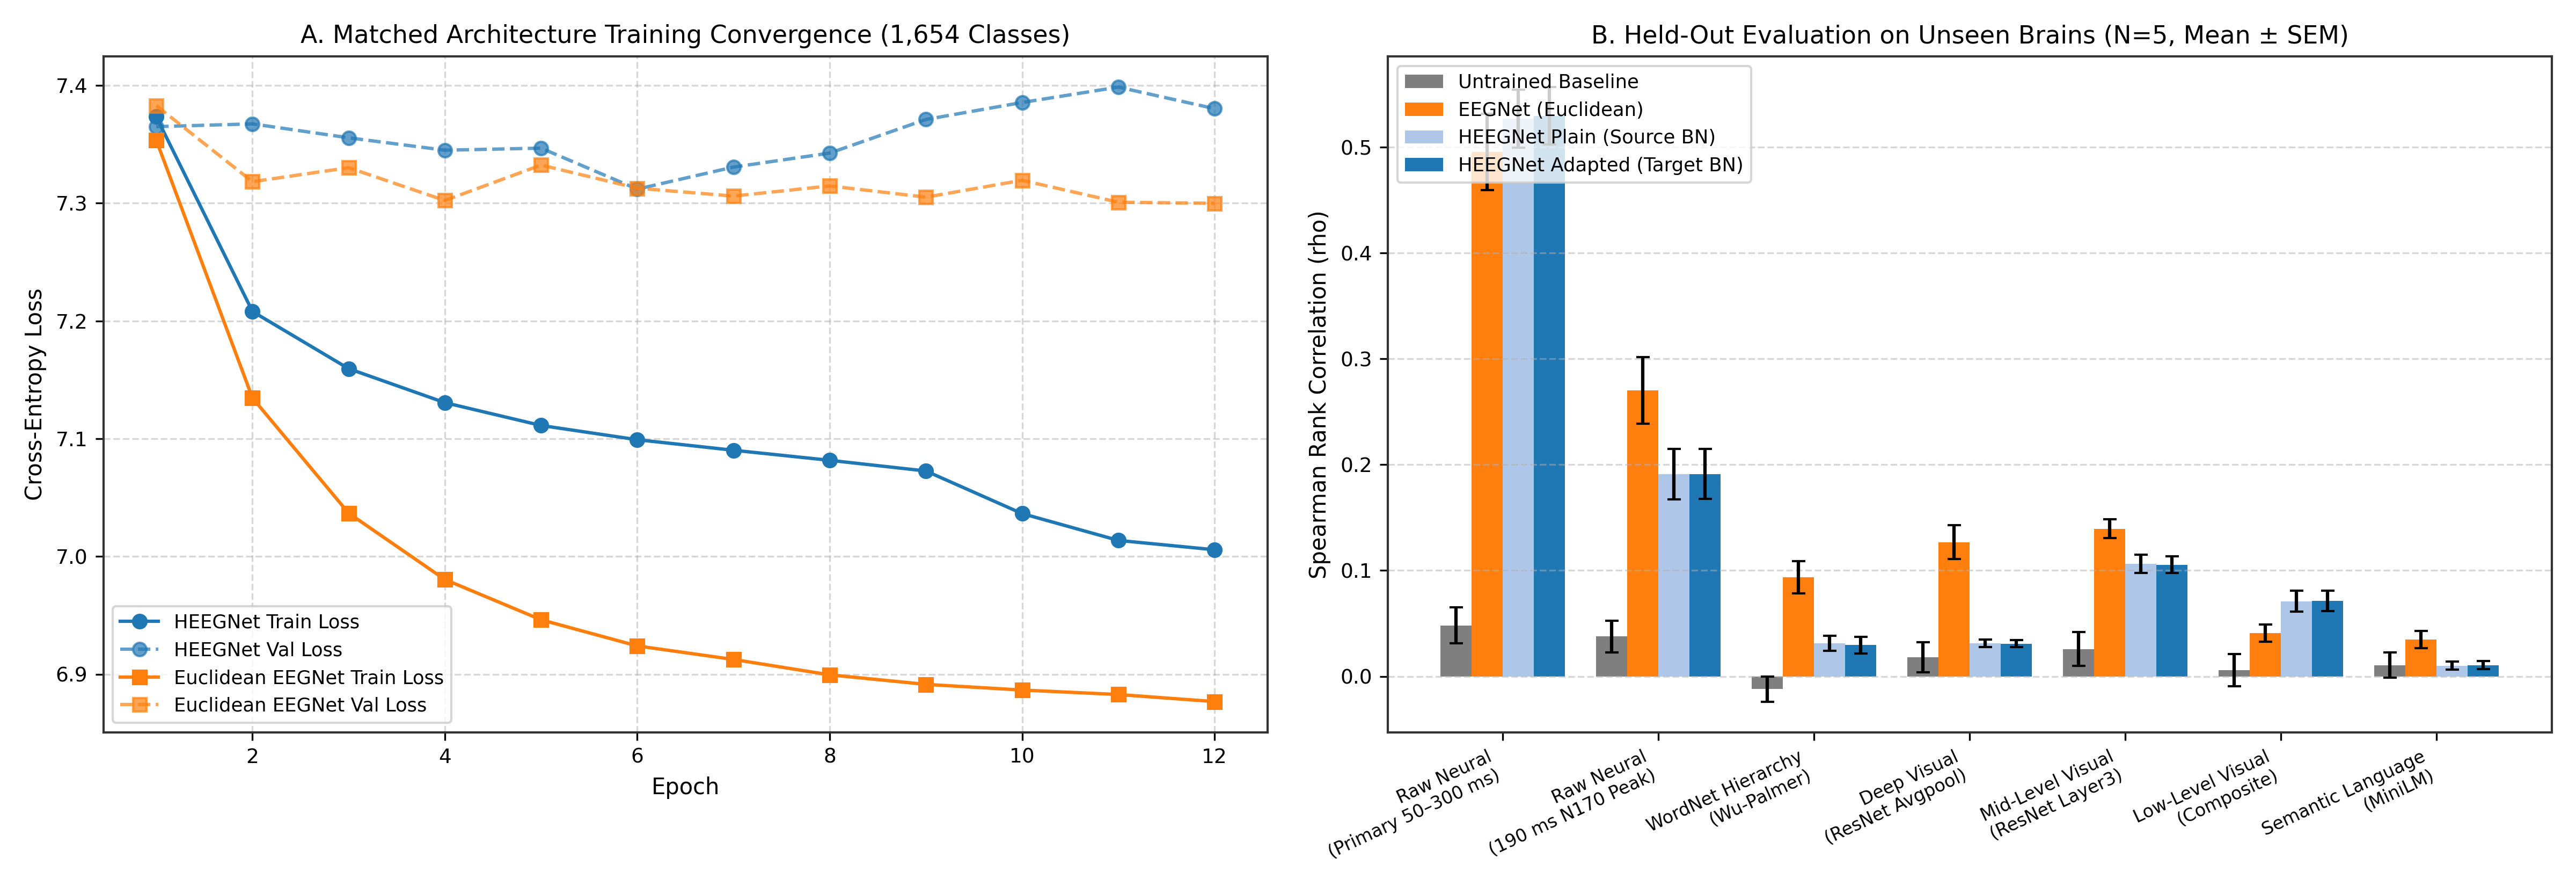 A. Matched Architecture Training Convergence (1,654 Classes)
Cross-Entropy Loss
7.4
7.3
7.2
7.1
7.0
6.9
HEEGNet Train Loss
HEEGNet Val Loss
Euclidean EEGNet Train Loss
Euclidean EEGNet Val Loss
2
4
6
8
10
12
Epoch
B. Held-Out Evaluation on Unseen Brains (N=5, Mean ± SEM)
Spearman Rank Correlation (rho)
Untrained Baseline
EEGNet (Euclidean)
HEEGNet Plain (Source BN)
HEEGNet Adapted (Target BN)
0.5
0.4
0.3
0.2
0.1
0.0
Raw Neural
(Primary 50–300 ms)
Raw Neural
(190 ms N170 Peak)
WordNet Hierarchy
(Wu-Palmer)
Deep Visual
(ResNet Avgpool)
Mid-Level Visual
(ResNet Layer3)
Low-Level Visual
(Composite)
Semantic Language
(MiniLM)